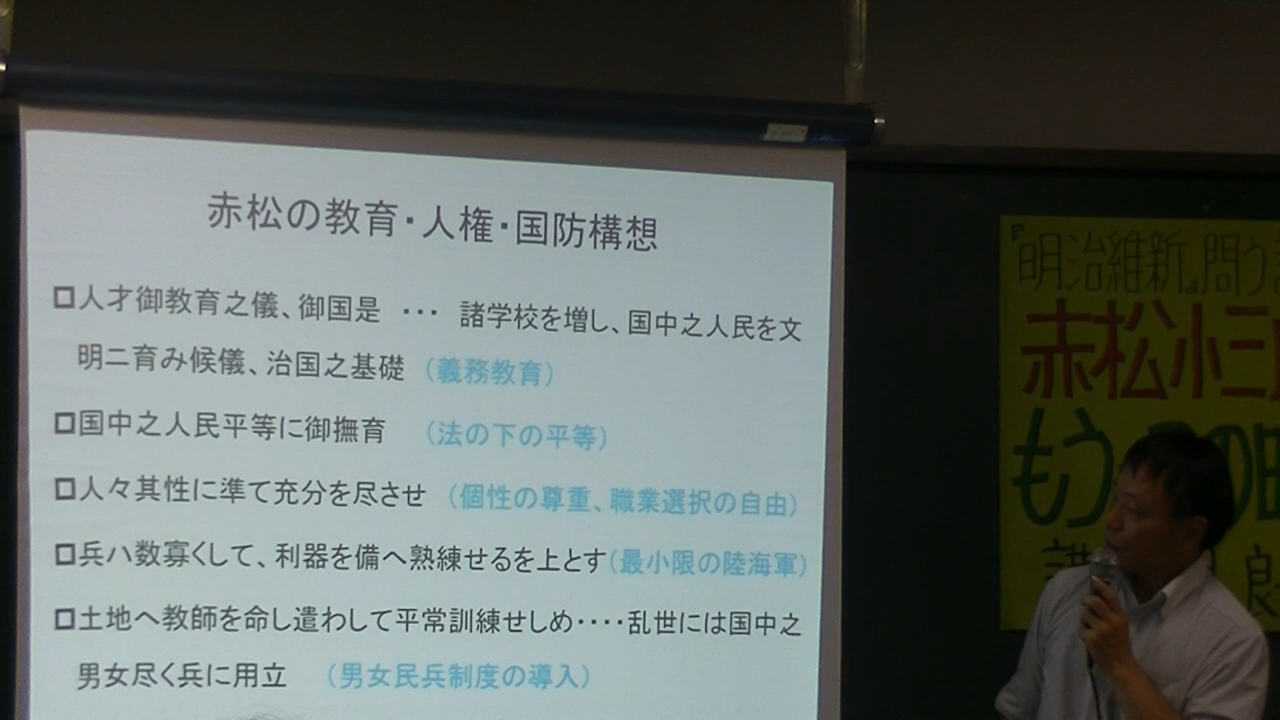 赤松の教育・人権・国防構想
□人才御教育之儀、御国是 ・・・ 諸学校を増し、国中之人民を文
明ニ育み候儀、治国之基礎 (義務教育)
□国中之人民平等に御撫育 (法の下の平等)
□人々其性に準て充分を尽させ (個性の尊重、職業選択の自由)
□兵ハ数寡くして、利器を備へ熟練せるを上とす(最小限の陸海軍)
□土地へ教師を命し遣わして平常訓練せしめ・・・・乱世には国中之
男女尽く兵に用立 (男女民兵制度の導入)
『明治維新』問う
赤松小三
もう の
講 良